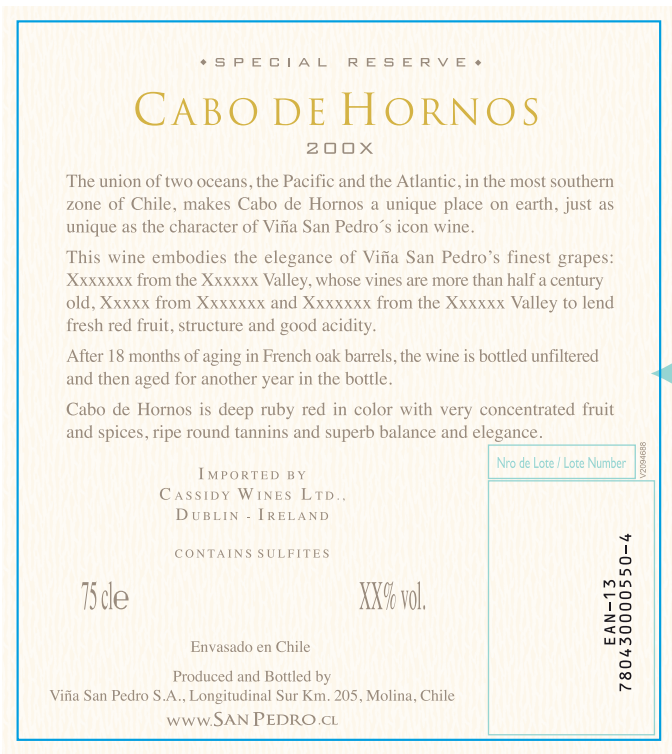 SPECIAL RESERVE
CABO DE HORNOS
200X
The union of two oceans, the Pacific and the Atlantic, in the most southern
zone of Chile, makes Cabo de Hornos a unique place on earth, just as
unique as the character of Viña San Pedro´s icon wine.
This wine embodies the elegance of Viña San Pedro's finest grapes:
Xxxxxxx from the Xxxxxx Valley, whose vines are more than half a century
old, Xxxxx from Xxxxxxx and Xxxxxxx from the Xxxxxx Valley to lend
fresh red fruit, structure and good acidity.
After 18 months of aging in French oak barrels, the wine is bottled unfiltered
and then aged for another year in the bottle.
Cabo de Hornos is deep ruby red in color with very concentrated fruit
and spices, ripe round tannins and superb balance and elegance.
IMPORTED BY
CASSIDY WINES LTD.,
DUBLIN - IRELAND
CONTAINS SULFITES
75 cl℮
XX% vol.
Envasado en Chile
Produced and Bottled by
Viña San Pedro S.A., Longitudinal Sur Km. 205, Molina, Chile
WWW.SAN PEDRO.CL
Nro de Lote / Lote Number
V2094688
EAN-13
7804300000550-4